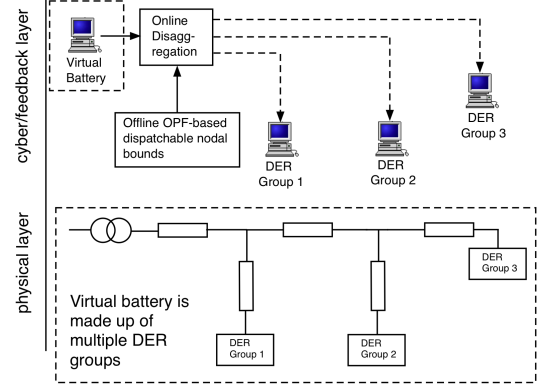 cyber/feedback layer
Virtual
Battery
Online
Disagg-
regation
Offline OPF-based
dispatchable nodal
bounds
DER
Group 1
DER
Group 2
DER
Group 3
physical layer
Virtual battery is
made up of
multiple DER
groups
DER
Group 1
DER
Group 2
DER
Group 3